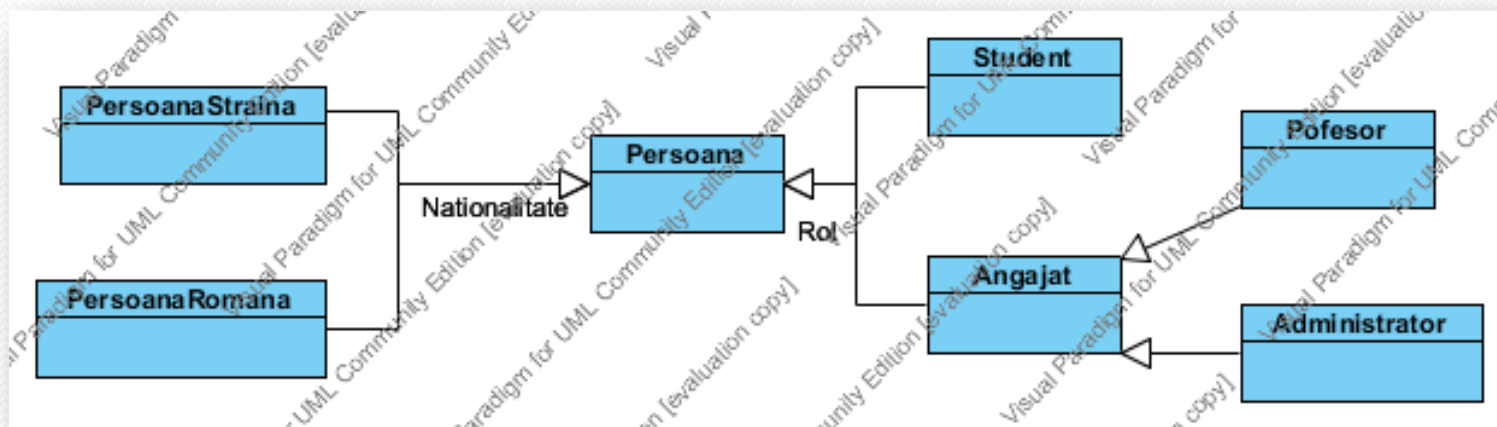 PersoanaStraina
PersoanaRomana
Nationalitate
Persoana
Rol
Student
Angajat
Pofesor
Administrator
Visual Paradigm for UML Community Edition [evaluation copy]